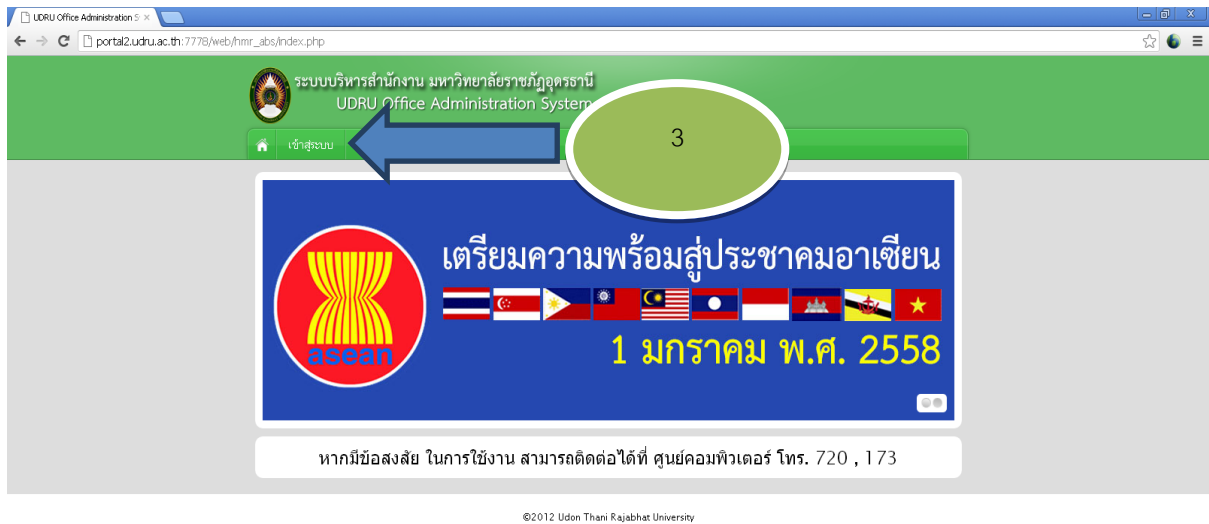 UDRU Office Administration S
portal2.udru.ac.th:7778/web/hmr_abs/index.php
ระบบบริหารสำนักงาน มหาวิทยาลัยราชภัฏอุดรธานี
UDRU Office Administration System
เข้าสู่ระบบ
3
เตรียมความพร้อมสู่ประชาคมอาเซียน
asean
1 มกราคม พ.ศ. 2558
หากมีข้อสงสัย ในการใช้งาน สามารถติดต่อได้ที่ ศูนย์คอมพิวเตอร์ โทร. 720 , 173
©2012 Udon Thani Rajabhat University